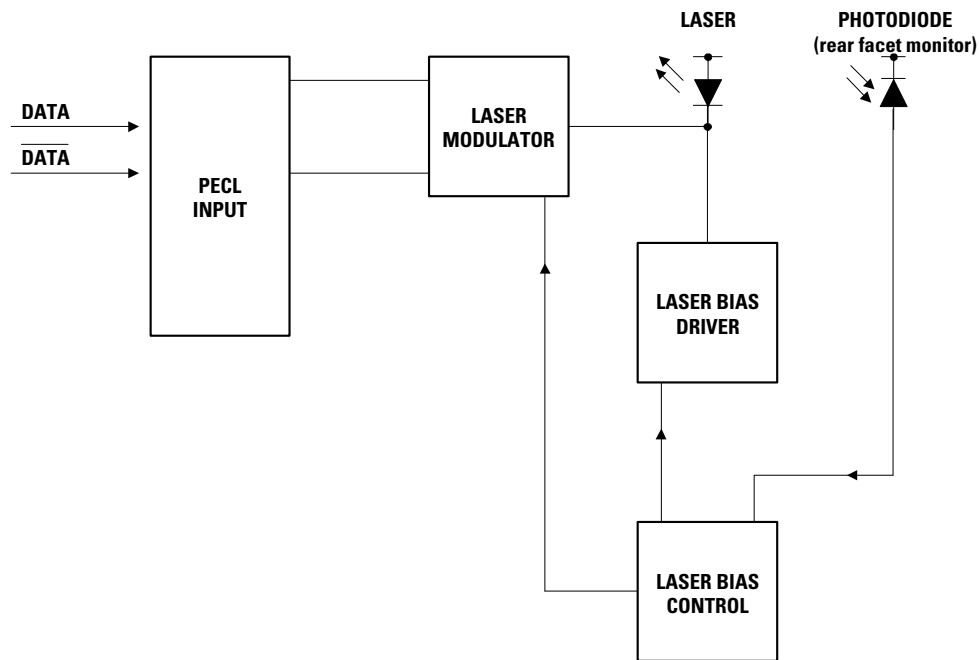 LASER
PHOTODIODE
(rear facet monitor)
DATA
DATA
PECL
INPUT
LASER
MODULATOR
LASER BIAS
DRIVER
LASER BIAS
CONTROL